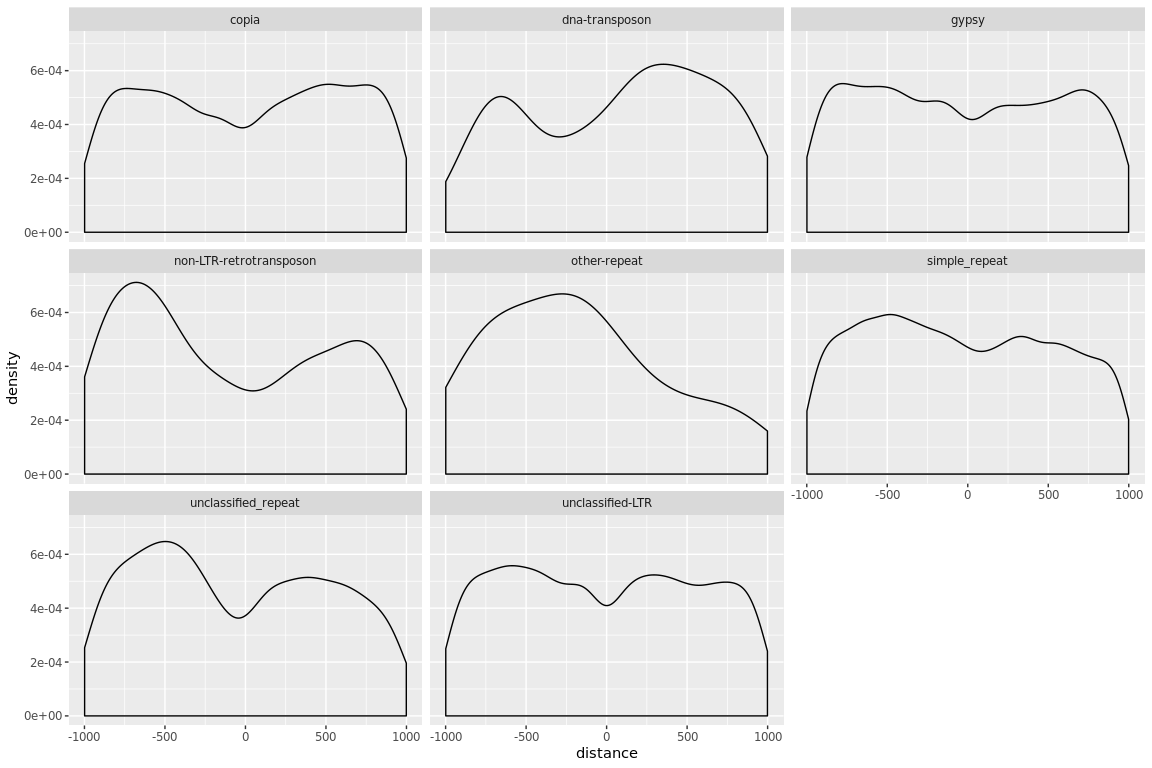 copia dna-transposon gypsy
6e-04
4e-04
2e-04
0e+00
non-LTR-retrotransposon other-repeat simple_repeat
6e-04
4e-04
2e-04
0e+00
-1000 -500 0 500 1000
unclassified_repeat unclassified-LTR
6e-04
4e-04
2e-04
0e+00
-1000 -500 0 500 1000 -1000 -500 0 500 1000
distance
density